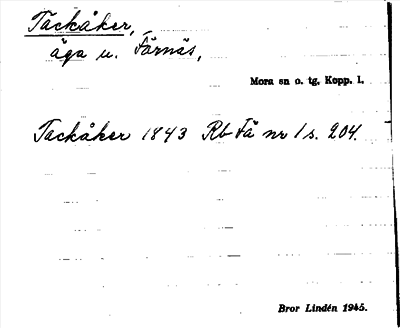 Tackåker,
äga u. Färnäs,
Mora sn o. tg, Kopp. l.
Tackåker 1843 Rb Fä nr 1 s. 204.
Bror Lindén 1945.